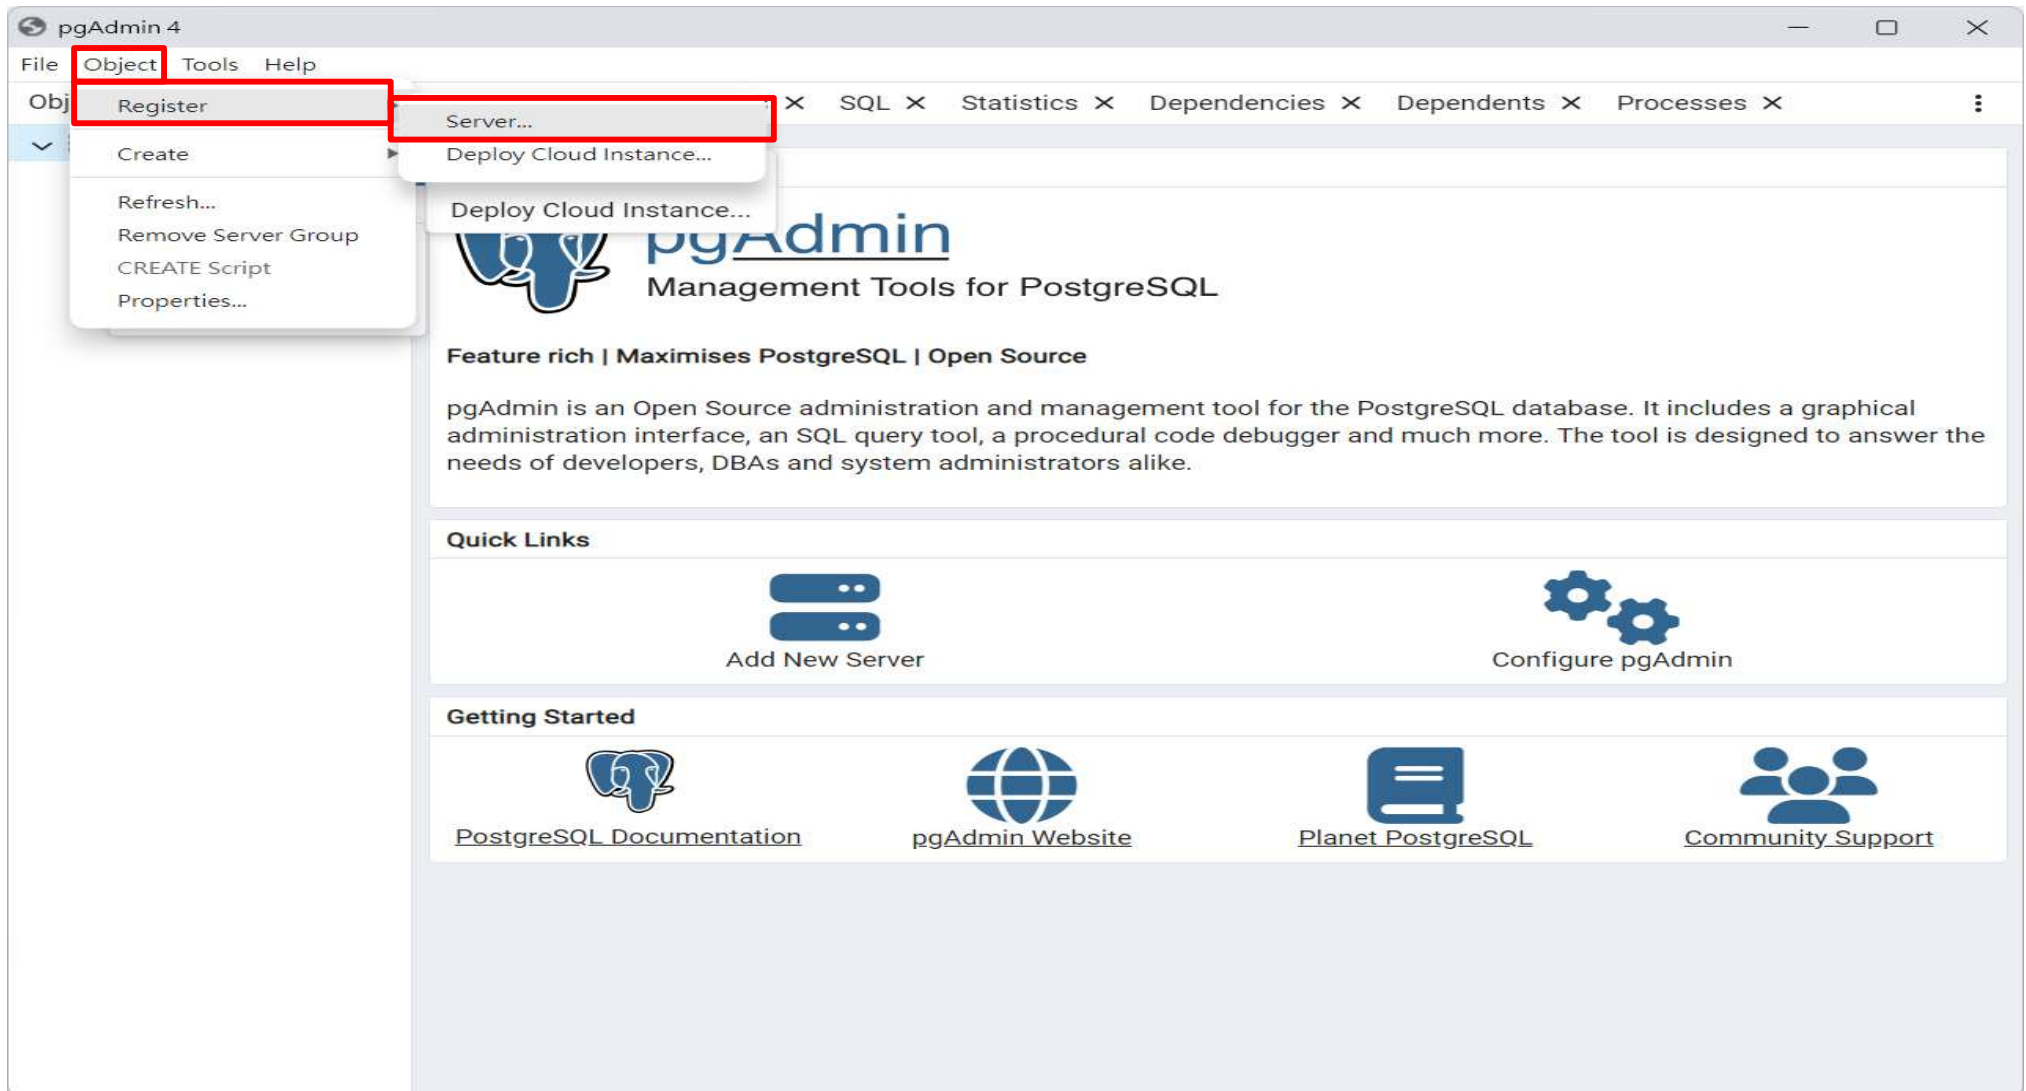 pgAdmin 4
File Object Tools Help
Obj
SQL Statistics Dependencies Dependents Processes
Register
Server...
Create
Deploy Cloud Instance...
Refresh...
Deploy Cloud Instance...
Remove Server Group
CREATE Script
Properties...
pgAdmin
Management Tools for PostgreSQL
Feature rich | Maximises PostgreSQL | Open Source
pgAdmin is an Open Source administration and management tool for the PostgreSQL database. It includes a graphical
administration interface, an SQL query tool, a procedural code debugger and much more. The tool is designed to answer the
needs of developers, DBAs and system administrators alike.
Quick Links
Add New Server
Configure pgAdmin
Getting Started
PostgreSQL Documentation
pgAdmin Website
Planet PostgreSQL
Community Support